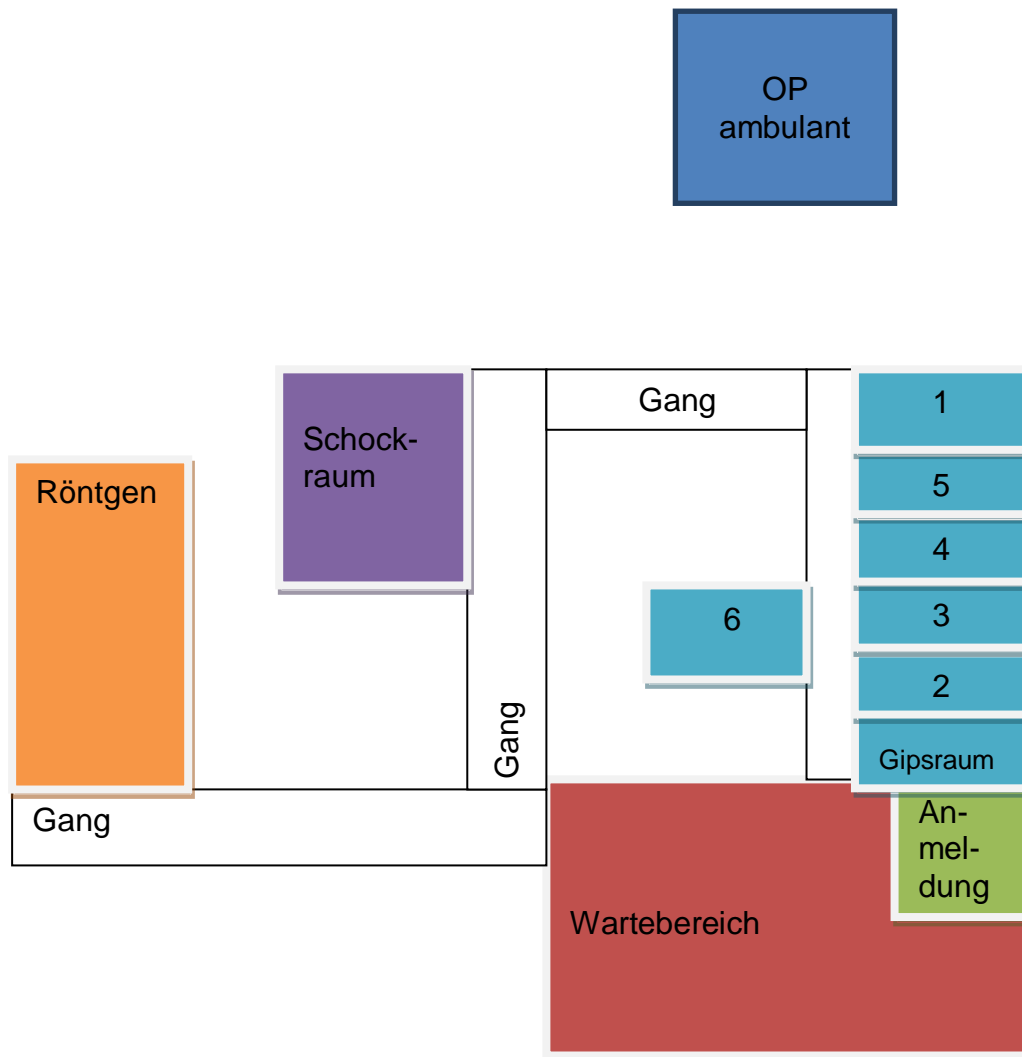 OP
ambulant
Gang
1
Schock-
raum
Röntgen
5
4
6
3
2
Gang
Gipsraum
Gang
An-
mel-
dung
Wartebereich